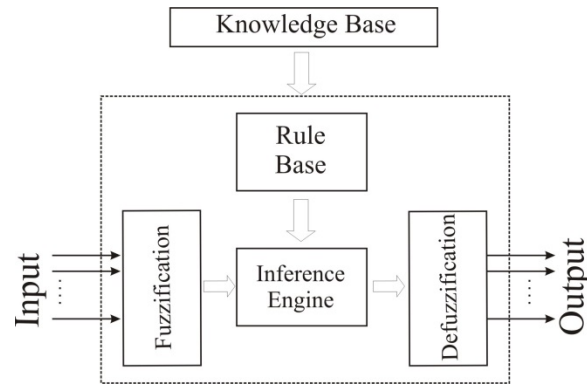 Knowledge Base
Rule
Base
Input
Fuzzification
Inference
Engine
Defuzzification
Output